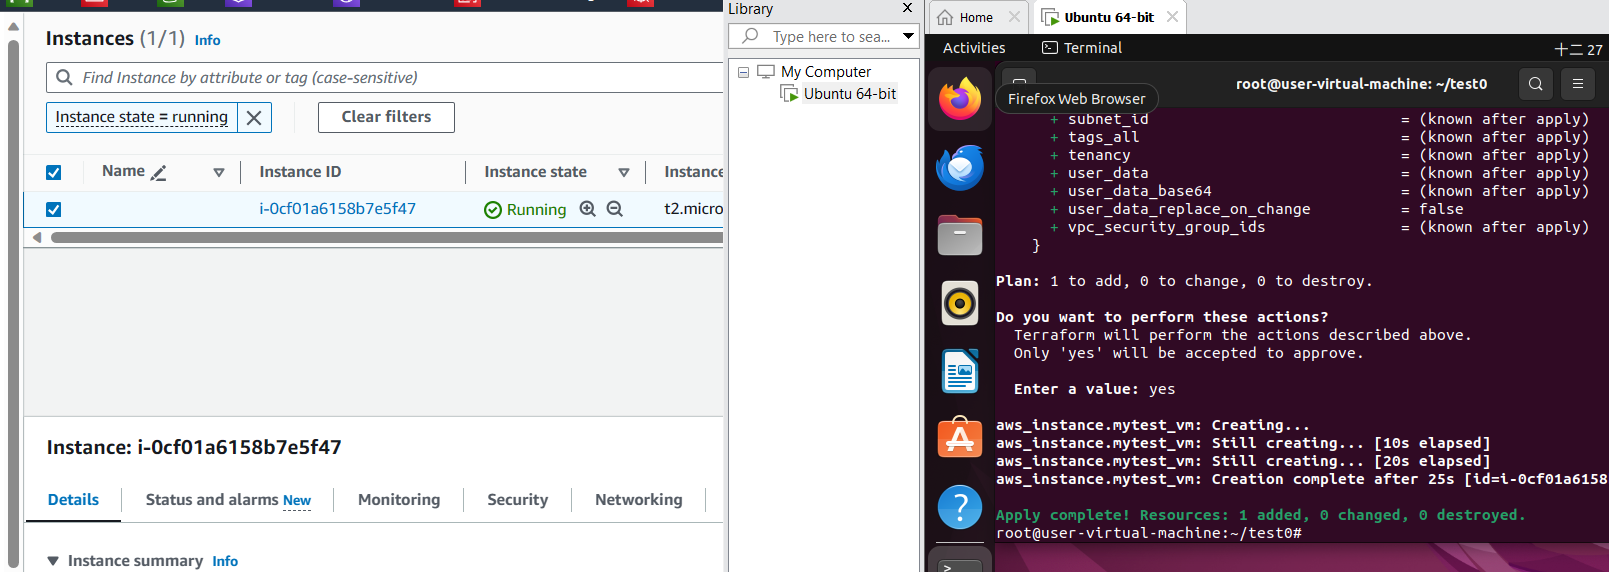 Instances (1/1) Info
Find Instance by attribute or tag (case-sensitive)
Instance state = running
Clear filters
Name
Instance ID
Instance state
Instance
i-0cf01a6158b7e5f47
Running
t2.micro
Instance: i-0cf01a6158b7e5f47
Details
Status and alarms New
Monitoring
Security
Networking
Instance summary Info
Library
Type here to sea...
My Computer
Ubuntu 64-bit
Home
Ubuntu 64-bit
Activities
Terminal
十二 27
root@user-virtual-machine: ~/test0
Firefox Web Browser
+ subnet_id = (known after apply)
+ tags_all = (known after apply)
+ tenancy = (known after apply)
+ user_data = (known after apply)
+ user_data_base64 = (known after apply)
+ user_data_replace_on_change = false
+ vpc_security_group_ids = (known after apply)
}
Plan: 1 to add, 0 to change, 0 to destroy.
Do you want to perform these actions?
Terraform will perform the actions described above.
Only 'yes' will be accepted to approve.
Enter a value: yes
aws_instance.mytest_vm: Creating...
aws_instance.mytest_vm: Still creating... [10s elapsed]
aws_instance.mytest_vm: Still creating... [20s elapsed]
aws_instance.mytest_vm: Creation complete after 25s [id=i-0cf01a6158
Apply complete! Resources: 1 added, 0 changed, 0 destroyed.
root@user-virtual-machine:~/test0#